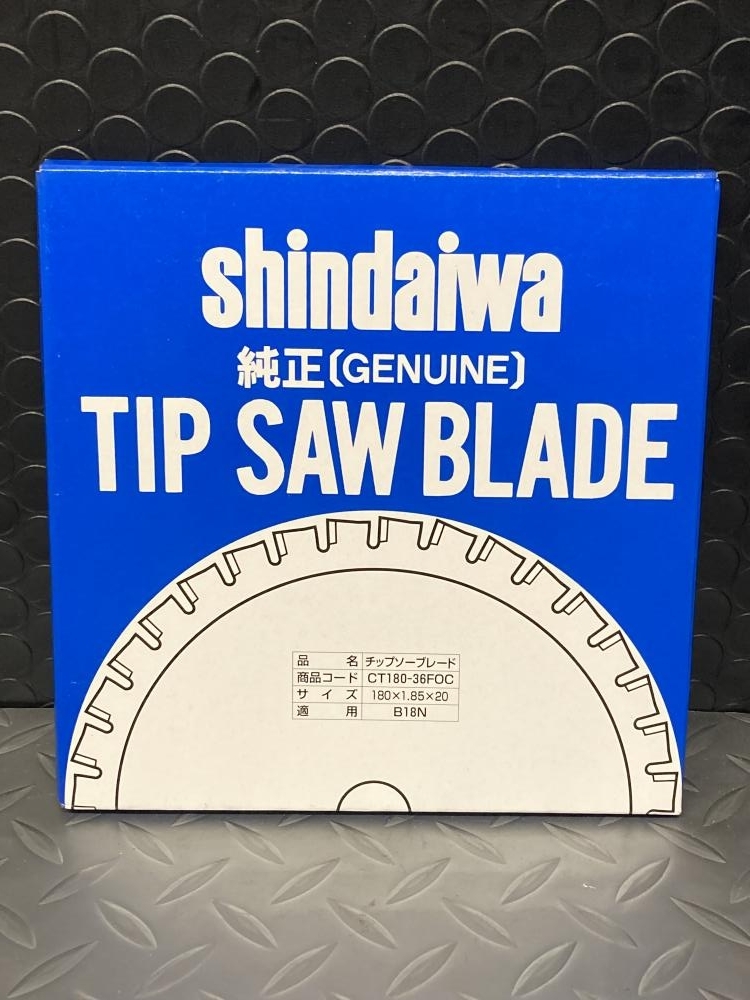 shindaiwa
純正〔GENUINE〕
TIP SAW BLADE
品名 チップソーブレード
商品コード CT180-36FOC
サイズ 180×1.85×20
適用 B18N